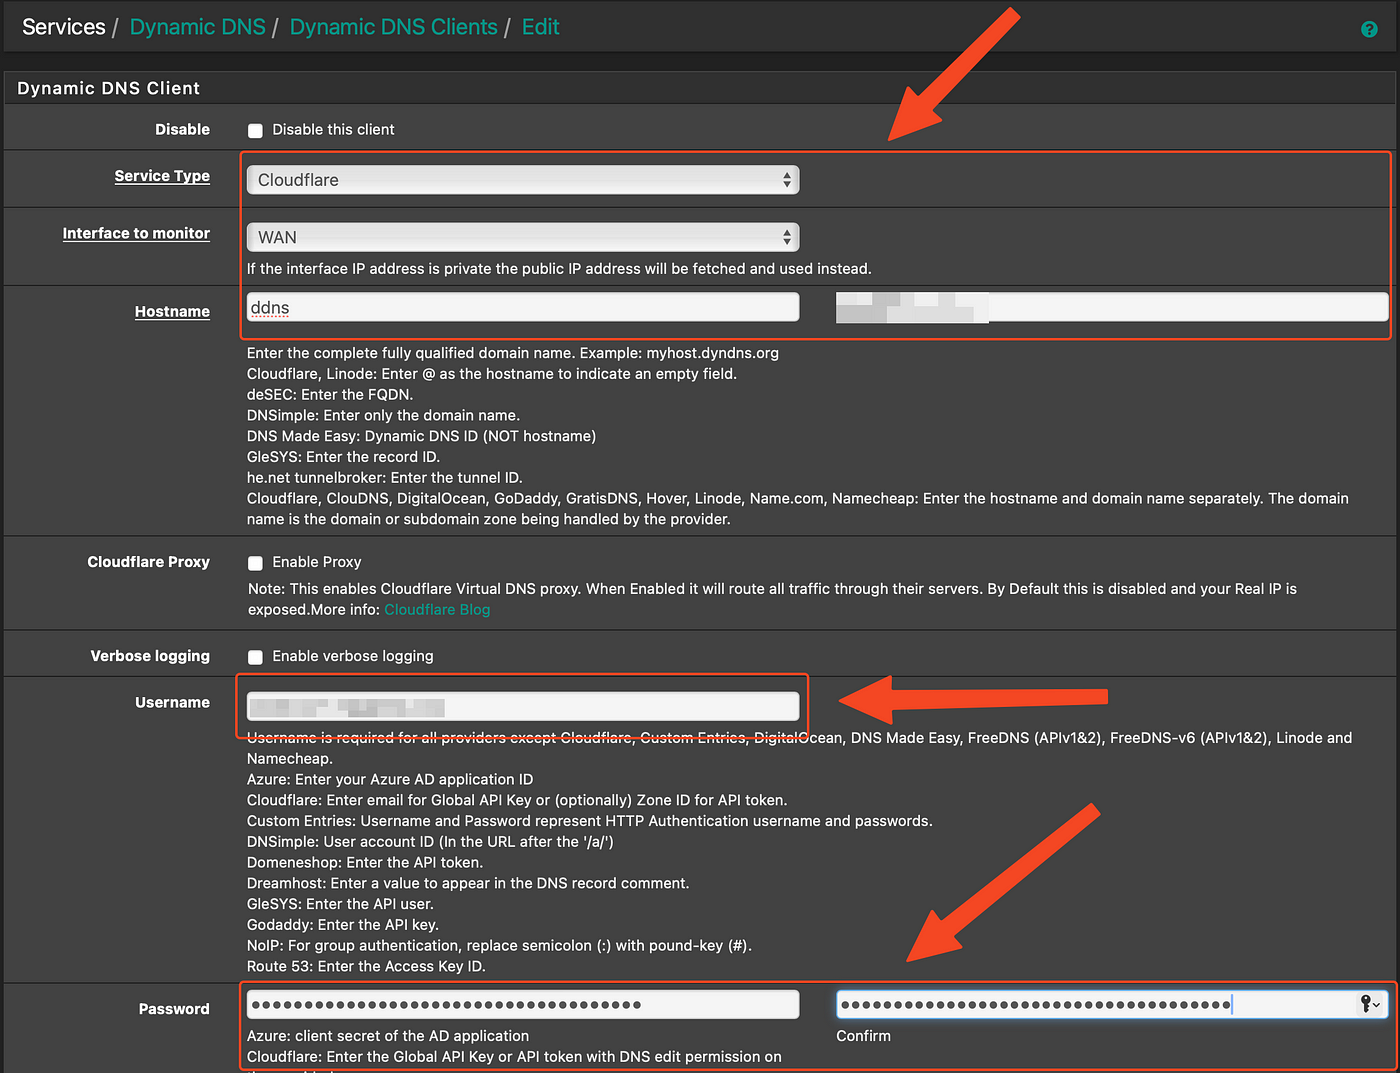 Services / Dynamic DNS / Dynamic DNS Clients / Edit
?
Dynamic DNS Client
Disable
Disable this client
Service Type
Cloudflare
Interface to monitor
WAN
If the interface IP address is private the public IP address will be fetched and used instead.
Hostname
ddns
Enter the complete fully qualified domain name. Example: myhost.dyndns.org
Cloudflare, Linode: Enter @ as the hostname to indicate an empty field.
deSEC: Enter the FQDN.
DNSimple: Enter only the domain name.
DNS Made Easy: Dynamic DNS ID (NOT hostname)
GleSYS: Enter the record ID.
he.net tunnelbroker: Enter the tunnel ID.
Cloudflare, ClouDNS, DigitalOcean, GoDaddy, GratisDNS, Hover, Linode, Name.com, Namecheap: Enter the hostname and domain name separately. The domain
name is the domain or subdomain zone being handled by the provider.
Cloudflare Proxy
Enable Proxy
Note: This enables Cloudflare Virtual DNS proxy. When Enabled it will route all traffic through their servers. By Default this is disabled and your Real IP is
exposed.More info: Cloudflare Blog
Verbose logging
Enable verbose logging
Username
Username is required for all providers except Cloudflare, Custom Entries, DigitalOcean, DNS Made Easy, FreeDNS (APIv1&2), FreeDNS-v6 (APIv1&2), Linode and
Namecheap.
Azure: Enter your Azure AD application ID
Cloudflare: Enter email for Global API Key or (optionally) Zone ID for API token.
Custom Entries: Username and Password represent HTTP Authentication username and passwords.
DNSimple: User account ID (In the URL after the '/a/')
Domeneshop: Enter the API token.
Dreamhost: Enter a value to appear in the DNS record comment.
GleSYS: Enter the API user.
Godaddy: Enter the API key.
NoIP: For group authentication, replace semicolon (:) with pound-key (#).
Route 53: Enter the Access Key ID.
Password
Azure: client secret of the AD application
Confirm
Cloudflare: Enter the Global API Key or API token with DNS edit permission on